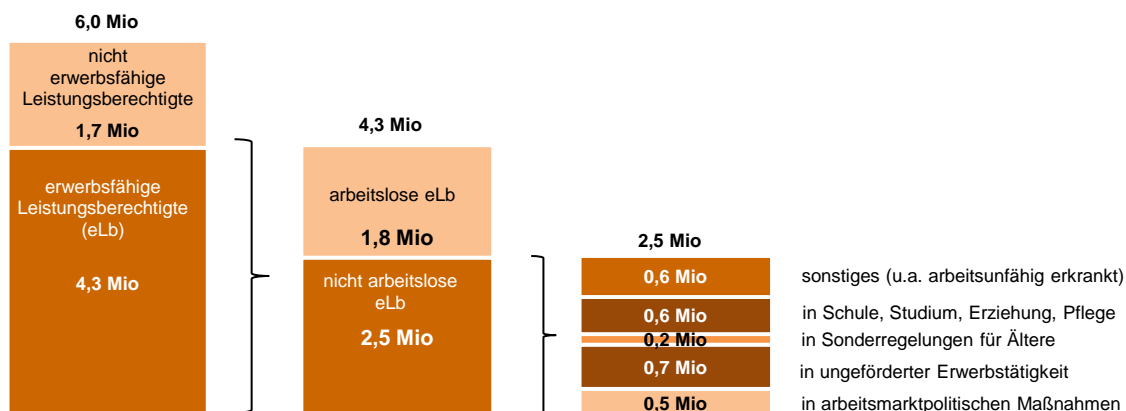 6,0 Mio
nicht
erwerbsfähige
Leistungsberechtigte
1,7 Mio
erwerbsfähige
Leistungsberechtigte
(eLb)
4,3 Mio
4,3 Mio
arbeitslose eLb
1,8 Mio
nicht arbeitslose
eLb
2,5 Mio
2,5 Mio
0,6 Mio sonstiges (u.a. arbeitsunfähig erkrankt)
0,6 Mio in Schule, Studium, Erziehung, Pflege
0,2 Mio in Sonderregelungen für Ältere
0,7 Mio in ungeförderter Erwerbstätigkeit
0,5 Mio in arbeitsmarktpolitischen Maßnahmen